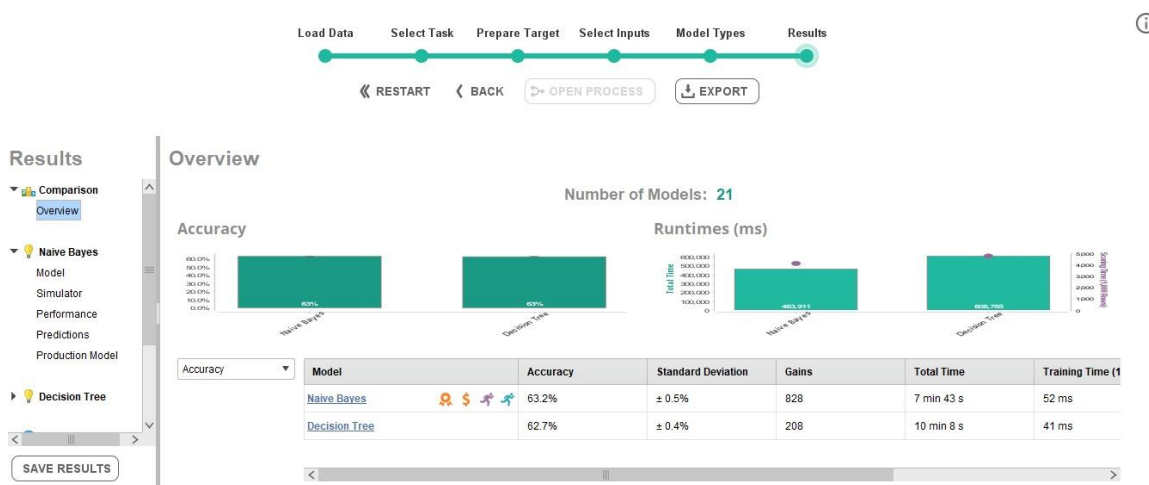 Load Data Select Task Prepare Target Select Inputs Model Types Results
RESTART BACK OPEN PROCESS EXPORT
Results
Comparison
Overview
Naive Bayes
Model
Simulator
Performance
Predictions
Production Model
Decision Tree
SAVE RESULTS
Overview
Number of Models: 21
Accuracy
60.0%
50.0%
40.0%
30.0%
20.0%
10.0%
0.0%
63%
63%
Naive Bayes
Decision Tree
Runtimes (ms)
Total Time
600,000
500,000
400,000
300,000
200,000
100,000
0
463,911
Naive Bayes
Decision Tree
5,000
4,000
3,000
2,000
1,000
0
Accuracy
Model Accuracy Standard Deviation Gains Total Time Training Time (1
Naive Bayes 63.2% ± 0.5% 828 7 min 43 s 52 ms
Decision Tree 62.7% ± 0.4% 208 10 min 8 s 41 ms